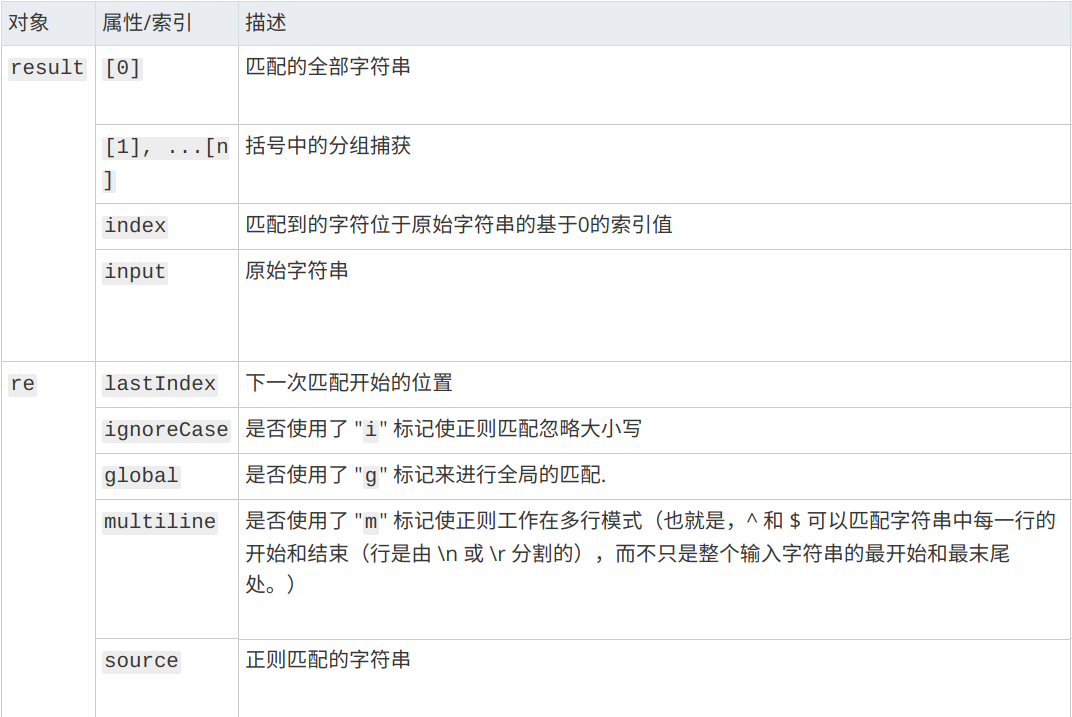 对象 属性/索引 描述
result [0] 匹配的全部字符串
[1], ...[n 括号中的分组捕获
]
index 匹配到的字符位于原始字符串的基于0的索引值
input 原始字符串
re lastIndex 下一次匹配开始的位置
ignoreCase 是否使用了 "i" 标记使正则匹配忽略大小写
global 是否使用了 "g" 标记来进行全局的匹配.
multiline 是否使用了 "m" 标记使正则工作在多行模式（也就是，^ 和 $ 可以匹配字符串中每一行的
开始和结束（行是由 \n 或 \r 分割的），而不只是整个输入字符串的最开始和最末尾
处。）
source 正则匹配的字符串